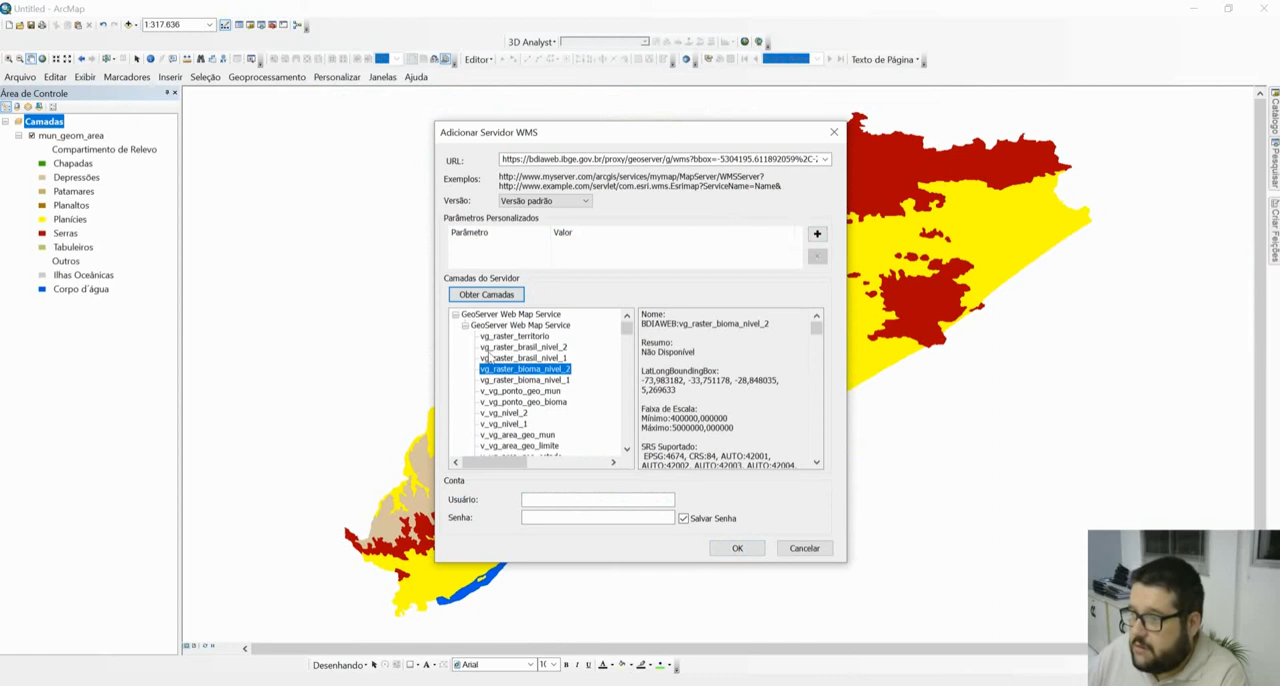 Untitled - ArcMap
1:317.636
3D Analyst
Editor
Texto de Página
Arquivo Editar Exibir Marcadores Inserir Seleção Geoprocessamento Personalizar Janelas Ajuda
Área de Controle
Camadas
mun_geom_area
Compartimento de Relevo
Chapadas
Depressões
Patamares
Planaltos
Planícies
Serras
Tabuleiros
Outros
Ilhas Oceânicas
Corpo d´água
Adicionar Servidor WMS
URL: https://bdiaweb.ibge.gov.br/proxy/geoserver/g/wms?bbox=-5304195.611892059%2C-2
Exemplos: http://www.myserver.com/arcgis/services/mymap/MapServer/WMSServer?
http://www.example.com/servlet/com.esri.wms.Esrimap?ServiceName=Name&
Versão: Versão padrão
Parâmetros Personalizados
Parâmetro Valor
Camadas do Servidor
Obter Camadas
GeoServer Web Map Service
GeoServer Web Map Service
vg_raster_territorio
vg_raster_brasil_nivel_2
vg_raster_brasil_nivel_1
vg_raster_bioma_nivel_2
vg_raster_bioma_nivel_1
v_vg_ponto_geo_mun
v_vg_ponto_geo_bioma
v_vg_nivel_2
v_vg_nivel_1
v_vg_area_geo_mun
v_vg_area_geo_limite
Nome:
BDIAWEB:vg_raster_bioma_nivel_2
Resumo:
Não Disponível
LatLongBoundingBox:
-73,983182, -33,751178, -28,848035,
5,269633
Faixa de Escala:
Mínimo:400000,000000
Máximo:5000000,000000
SRS Suportado:
EPSG:4674, CRS:84, AUTO:42001,
AUTO:42002, AUTO:42003, AUTO:42004,
Conta
Usuário:
Senha:
Salvar Senha
OK Cancelar
Catálogo
Pesquisar
Criar Feições
Desenhando
A
Arial
10
B I U A